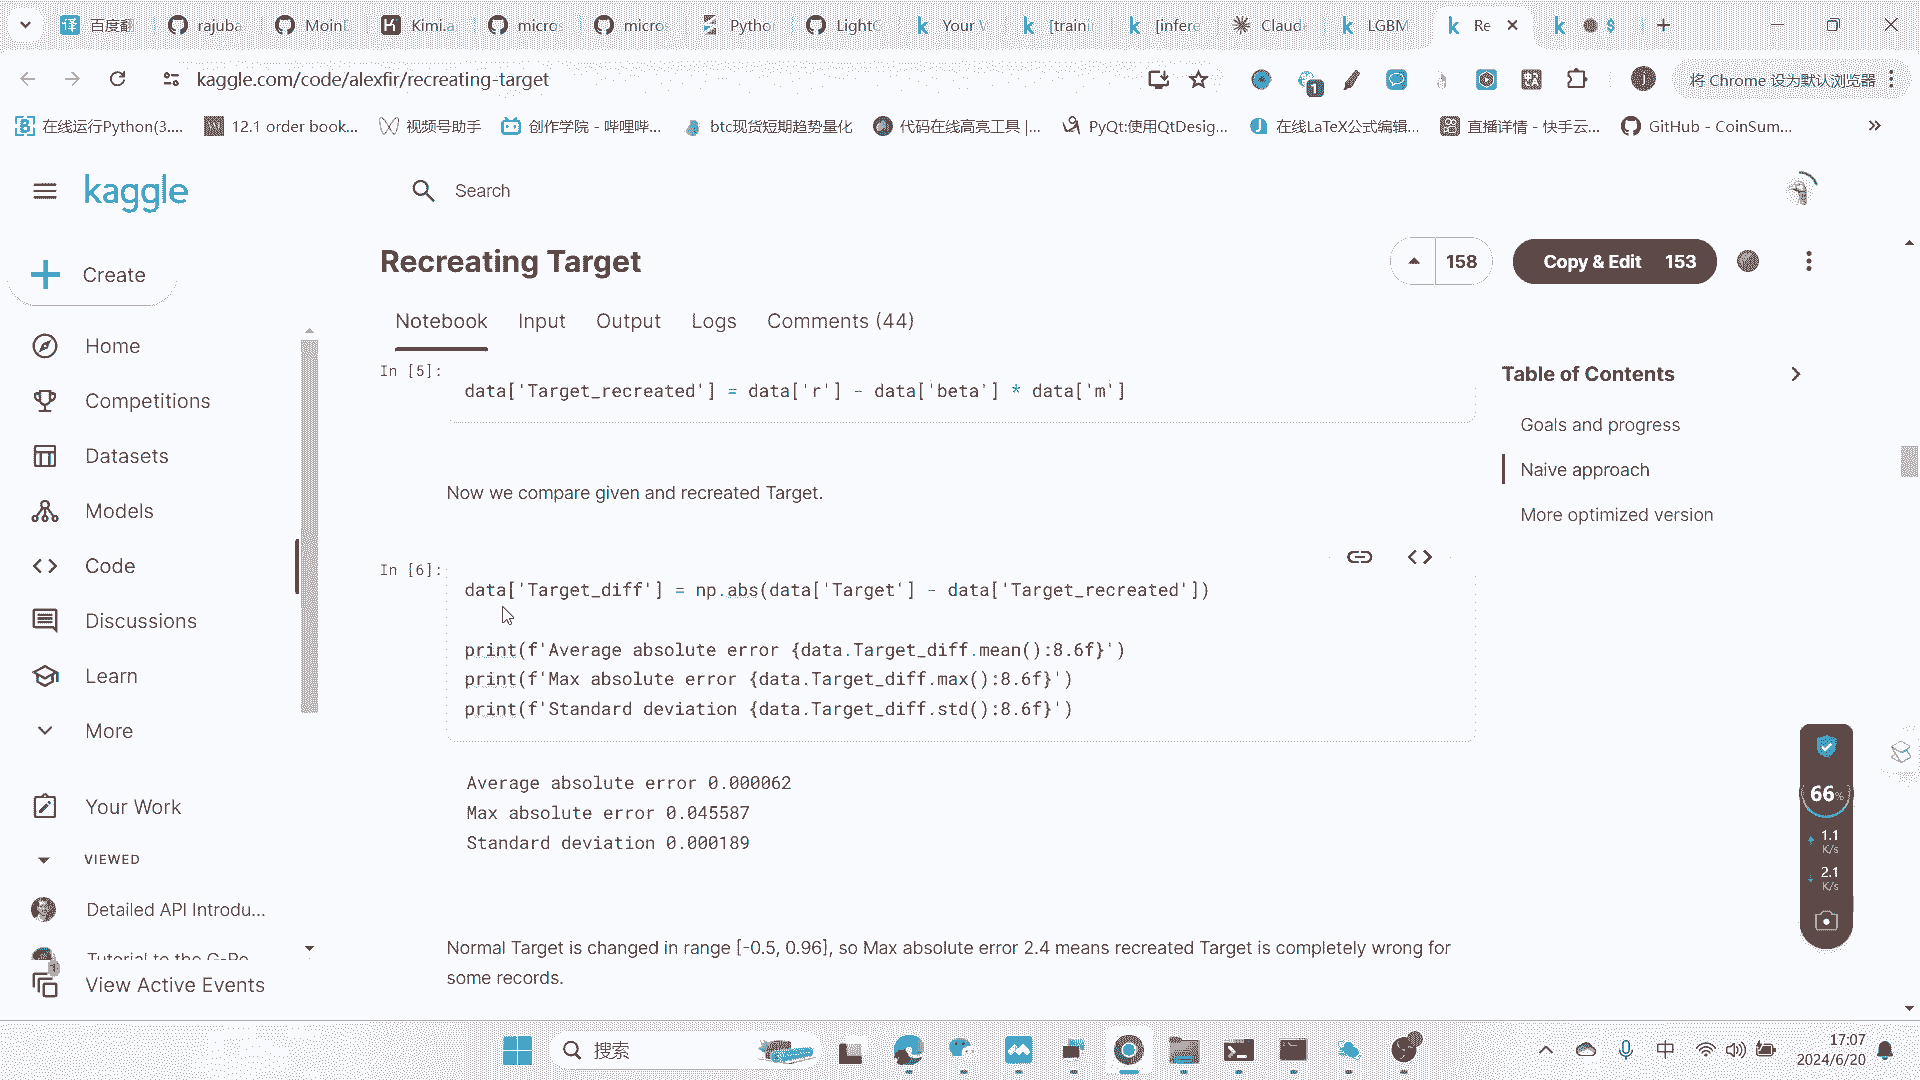 百度翻
rajuba
MoinD
Kimi.a
micros
micros
Pytho
LightG
Your V
[traini
[infere
Claud
LGBM
Re
$
kaggle.com/code/alexfir/recreating-target
1
将 Chrome 设为默认浏览器
在线运行Python(3....
12.1 order book...
视频号助手
创作学院 - 哔哩哔...
btc现货短期趋势量化
代码在线高亮工具 |...
PyQt:使用QtDesig...
在线LaTeX公式编辑...
直播详情 - 快手云...
GitHub - CoinSum...
kaggle
Search
Create
Home
Competitions
Datasets
Models
Code
Discussions
Learn
More
Your Work
VIEWED
Detailed API Introdu...
Tutorial to the G-Re
1
View Active Events
Recreating Target
158
Copy & Edit 153
Notebook
Input
Output
Logs
Comments (44)
In [5]:
data['Target_recreated'] = data['r'] - data['beta'] * data['m']
Now we compare given and recreated Target.
In [6]:
data['Target_diff'] = np.abs(data['Target'] - data['Target_recreated'])
print(f'Average absolute error {data.Target_diff.mean():8.6f}')
print(f'Max absolute error {data.Target_diff.max():8.6f}')
print(f'Standard deviation {data.Target_diff.std():8.6f}')
Average absolute error 0.000062
Max absolute error 0.045587
Standard deviation 0.000189
Normal Target is changed in range [-0.5, 0.96], so Max absolute error 2.4 means recreated Target is completely wrong for
some records.
Table of Contents
Goals and progress
Naive approach
More optimized version
66%
1.1
K/s
2.1
K/s
搜索
中
17:07
2024/6/20